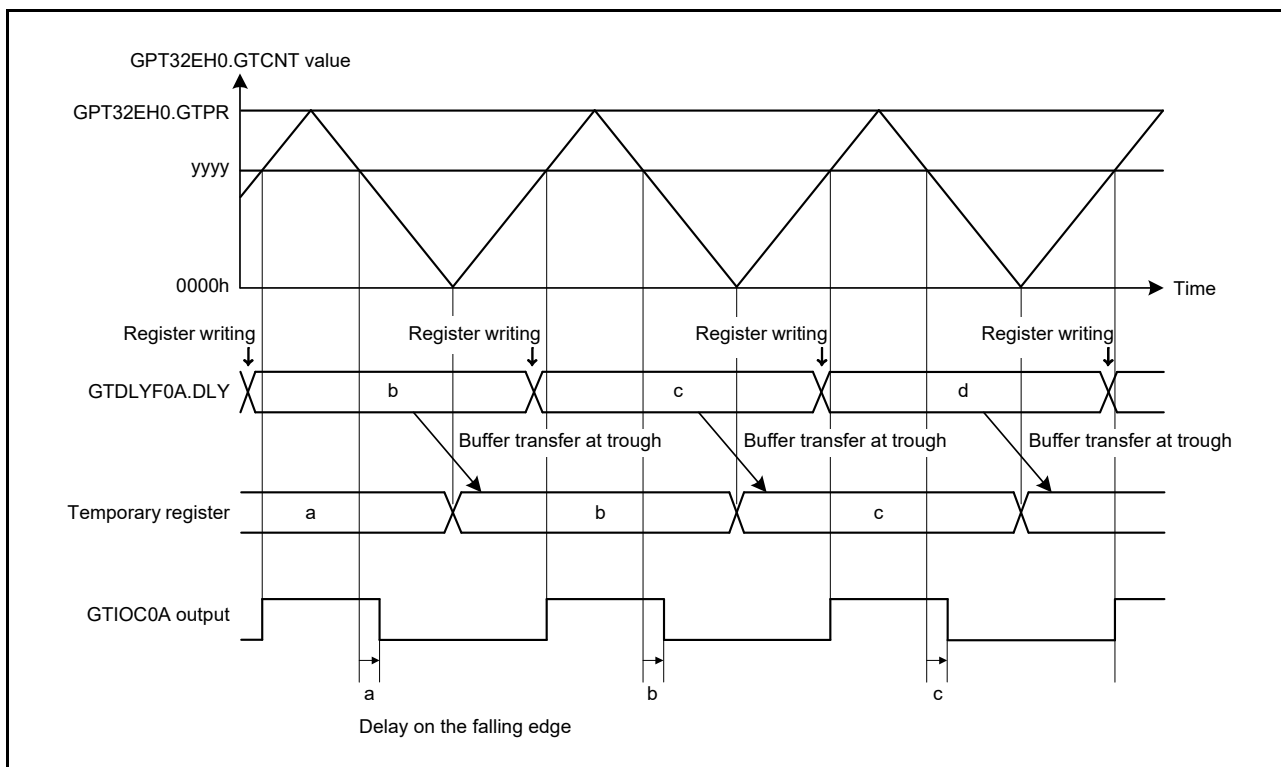 GPT32EH0.GTCNT value
GPT32EH0.GTPR
yyyy
0000h
Time
Register writing Register writing Register writing Register writing
GTDLYF0A.DLY b c d
Buffer transfer at trough Buffer transfer at trough Buffer transfer at trough
Temporary register a b c
GTIOC0A output
a b c
Delay on the falling edge